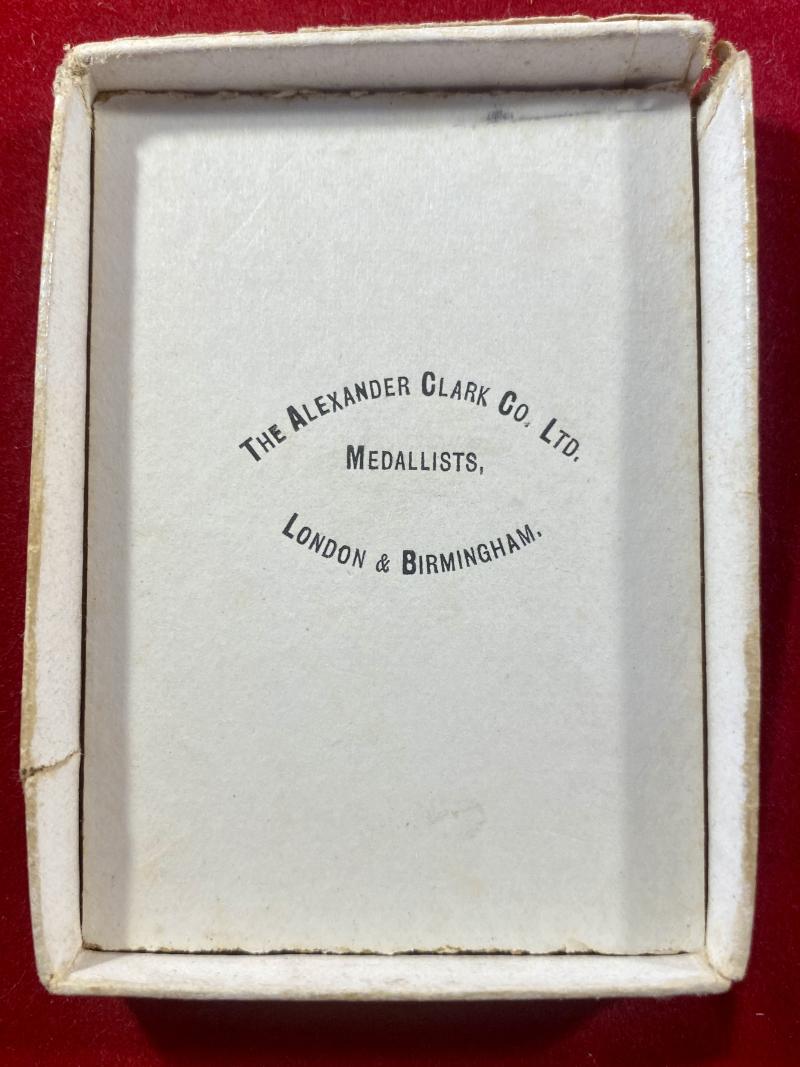 The Alexander Clark Co. Ltd.
Medallists,
London & Birmingham.